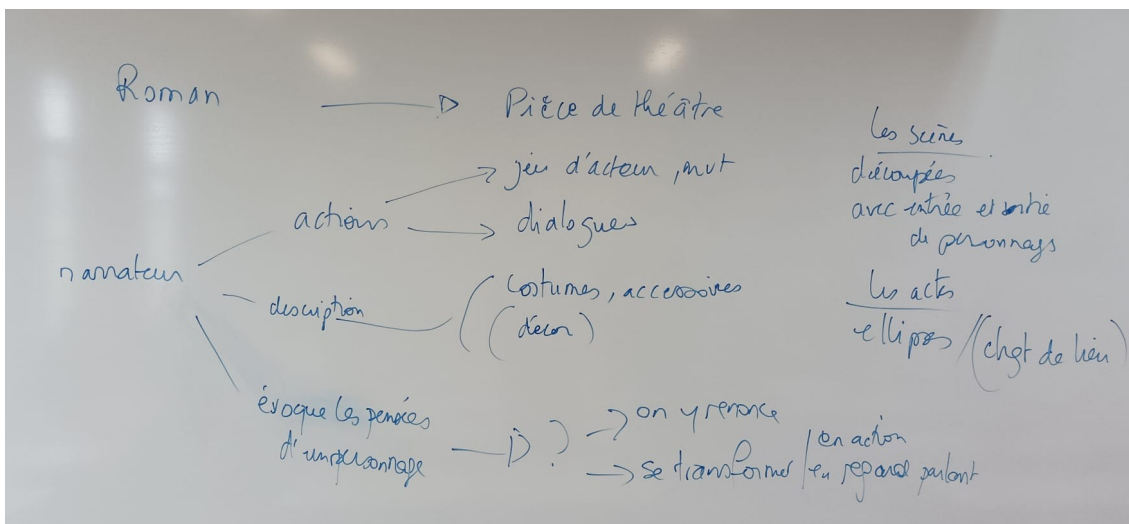 Roman
Pièce de théâtre
actions
jeu d'acteur, mvt
dialogues
narrateur
description
costumes, accessoires
(décor)
évoque les pensées
d'un personnage
?
on y renonce
se transformer / en action
/ en regard parlant
les scènes
découpées
avec entrée et sortie
de personnages
les actes
ellipses / (chgt de lieu)